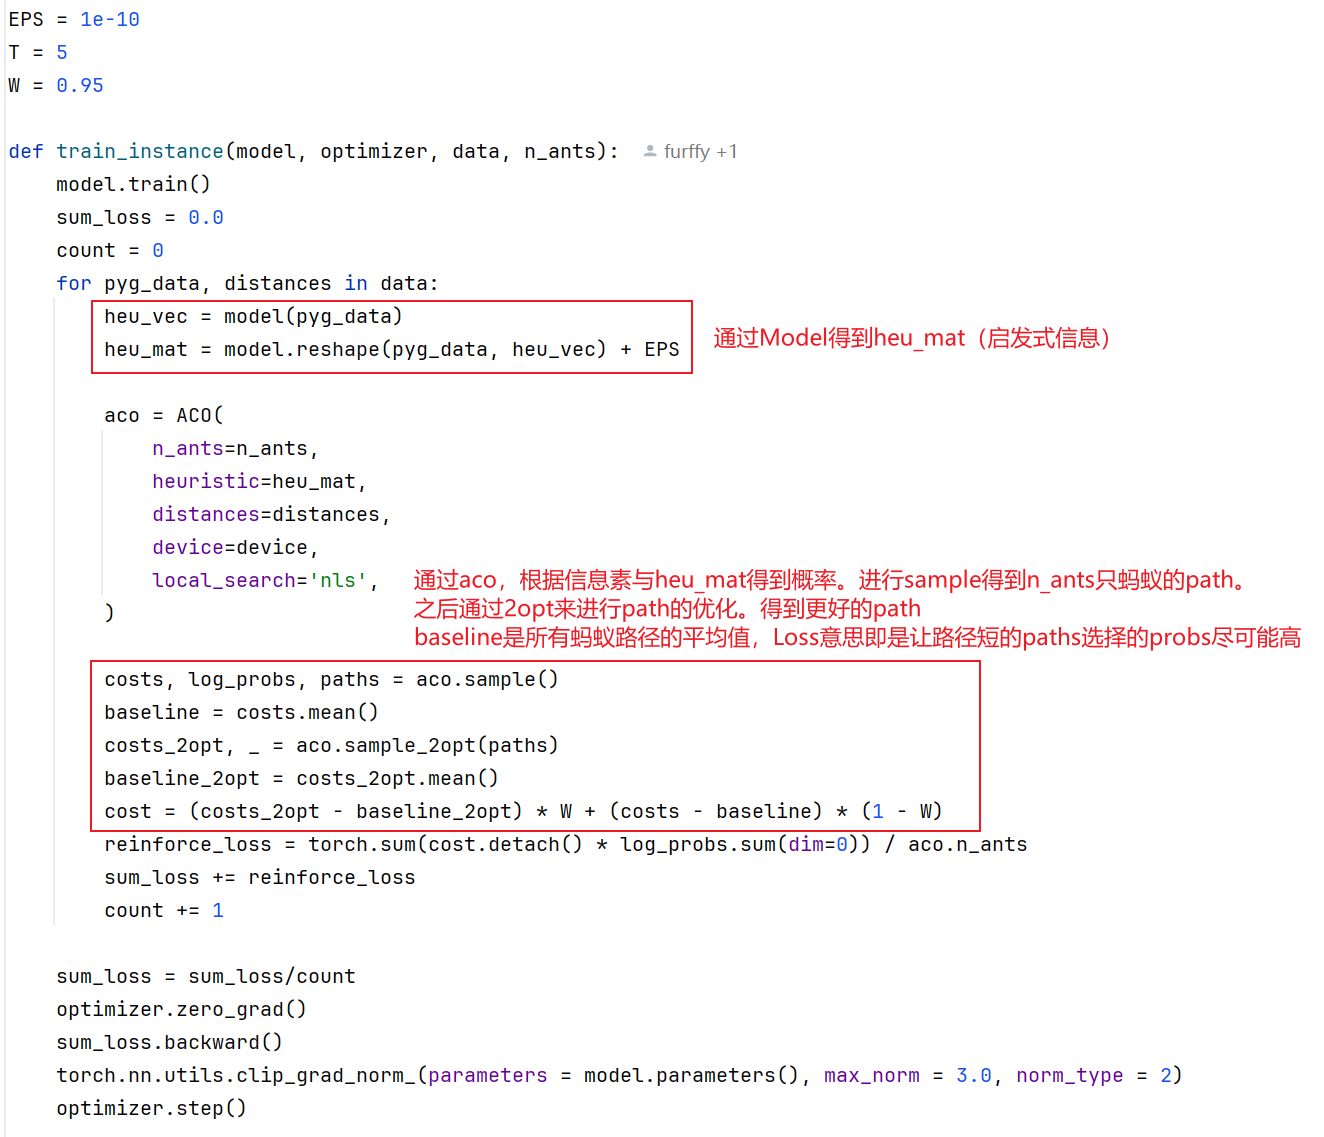 EPS = 1e-10
T = 5
W = 0.95
def train_instance(model, optimizer, data, n_ants): furffy +1
model.train()
sum_loss = 0.0
count = 0
for pyg_data, distances in data:
heu_vec = model(pyg_data)
heu_mat = model.reshape(pyg_data, heu_vec) + EPS
通过Model得到heu_mat（启发式信息）
aco = ACO(
n_ants=n_ants,
heuristic=heu_mat,
distances=distances,
device=device,
local_search='nls',
)
通过aco，根据信息素与heu_mat得到概率。进行sample得到n_ants只蚂蚁的path。
之后通过2opt来进行path的优化。得到更好的path
baseline是所有蚂蚁路径的平均值，Loss意思即是让路径短的paths选择的probs尽可能高
costs, log_probs, paths = aco.sample()
baseline = costs.mean()
costs_2opt, _ = aco.sample_2opt(paths)
baseline_2opt = costs_2opt.mean()
cost = (costs_2opt - baseline_2opt) * W + (costs - baseline) * (1 - W)
reinforce_loss = torch.sum(cost.detach() * log_probs.sum(dim=0)) / aco.n_ants
sum_loss += reinforce_loss
count += 1
sum_loss = sum_loss/count
optimizer.zero_grad()
sum_loss.backward()
torch.nn.utils.clip_grad_norm_(parameters = model.parameters(), max_norm = 3.0, norm_type = 2)
optimizer.step()